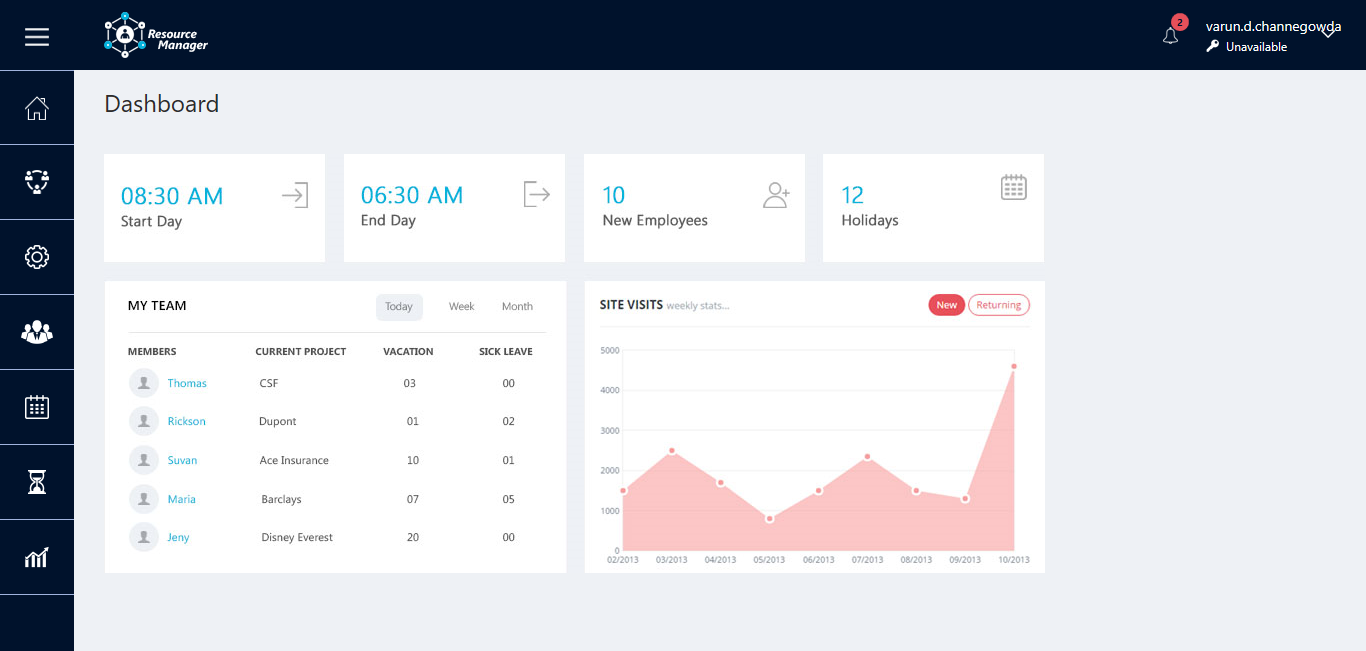 Resource
Manager
2
varun.d.channegowda
Unavailable
Dashboard
08:30 AM
Start Day
06:30 AM
End Day
10
New Employees
12
Holidays
MY TEAM
Today Week Month
MEMBERS CURRENT PROJECT VACATION SICK LEAVE
Thomas CSF 03 00
Rickson Dupont 01 02
Suvan Ace Insurance 10 01
Maria Barclays 07 05
Jeny Disney Everest 20 00
SITE VISITS weekly stats...
New Returning
5000
4000
3000
2000
1000
0
02/2013 03/2013 04/2013 05/2013 06/2013 07/2013 08/2013 09/2013 10/2013